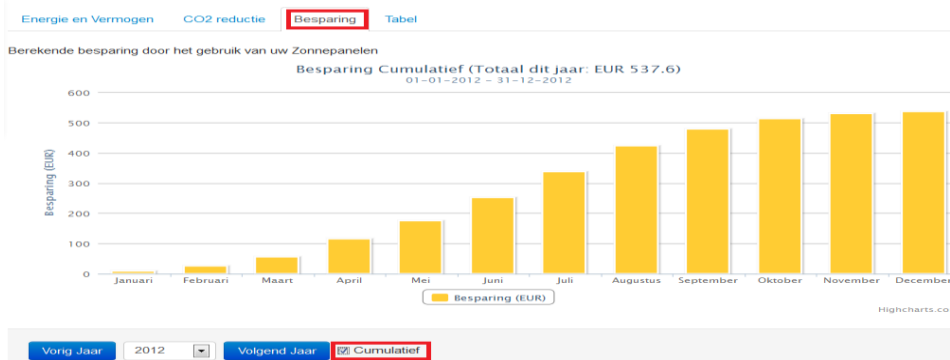 Energie en Vermogen CO2 reductie Besparing Tabel
Berekende besparing door het gebruik van uw Zonnepanelen
Besparing Cumulatief (Totaal dit jaar: EUR 537.6)
01-01-2012 - 31-12-2012
Besparing (EUR)
600
500
400
300
200
100
0
Januari Februari Maart April Mei Juni Juli Augustus September Oktober November December
Besparing (EUR)
Highcharts.co
Vorig Jaar 2012 Volgend Jaar Cumulatief